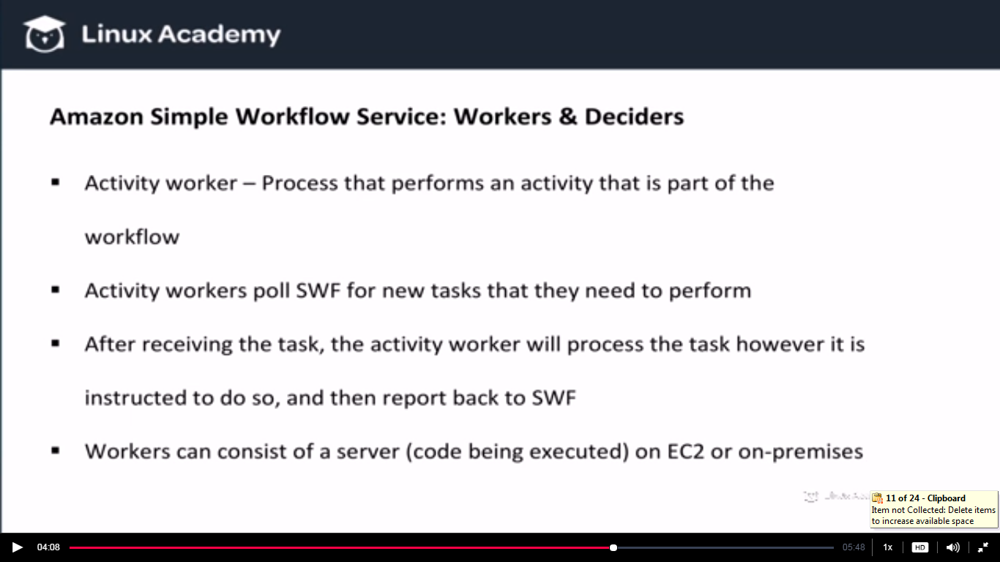 Linux Academy
Amazon Simple Workflow Service: Workers & Deciders
▪ Activity worker – Process that performs an activity that is part of the
workflow
▪ Activity workers poll SWF for new tasks that they need to perform
▪ After receiving the task, the activity worker will process the task however it is
instructed to do so, and then report back to SWF
▪ Workers can consist of a server (code being executed) on EC2 or on-premises
11 of 24 - Clipboard
Item not Collected: Delete items
to increase available space
04:08 05:48 1x HD